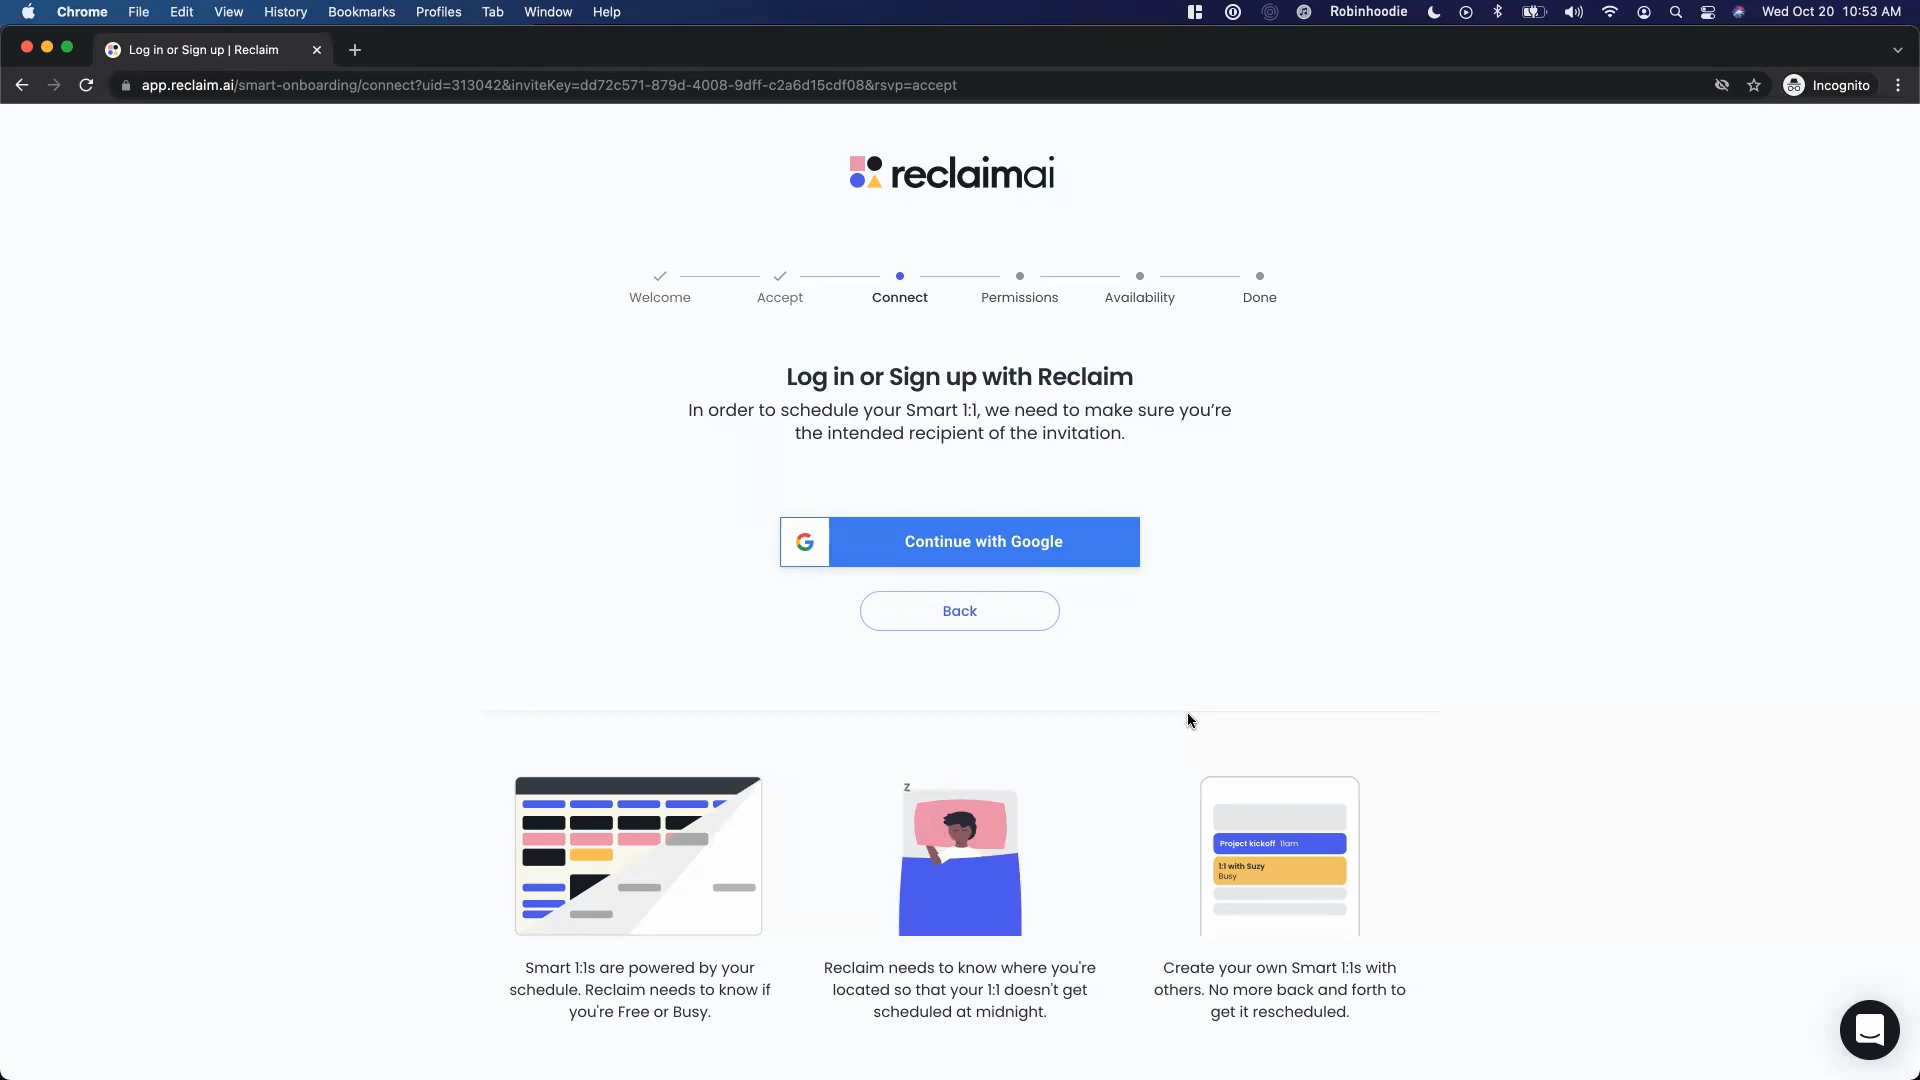 Chrome File Edit View History Bookmarks Profiles Tab Window Help Robinhoodie Wed Oct 20 10:53 AM
Log in or Sign up | Reclaim
app.reclaim.ai/smart-onboarding/connect?uid=313042&inviteKey=dd72c571-879d-4008-9dff-c2a6d15cdf08&rsvp=accept Incognito
reclaimai
Welcome Accept Connect Permissions Availability Done
Log in or Sign up with Reclaim
In order to schedule your Smart 1:1, we need to make sure you’re
the intended recipient of the invitation.
G Continue with Google
Back
z
Project kickoff 11am
1:1 with Suzy
Busy
Smart 1:1s are powered by your
schedule. Reclaim needs to know if
you're Free or Busy.
Reclaim needs to know where you're
located so that your 1:1 doesn't get
scheduled at midnight.
Create your own Smart 1:1s with
others. No more back and forth to
get it rescheduled.